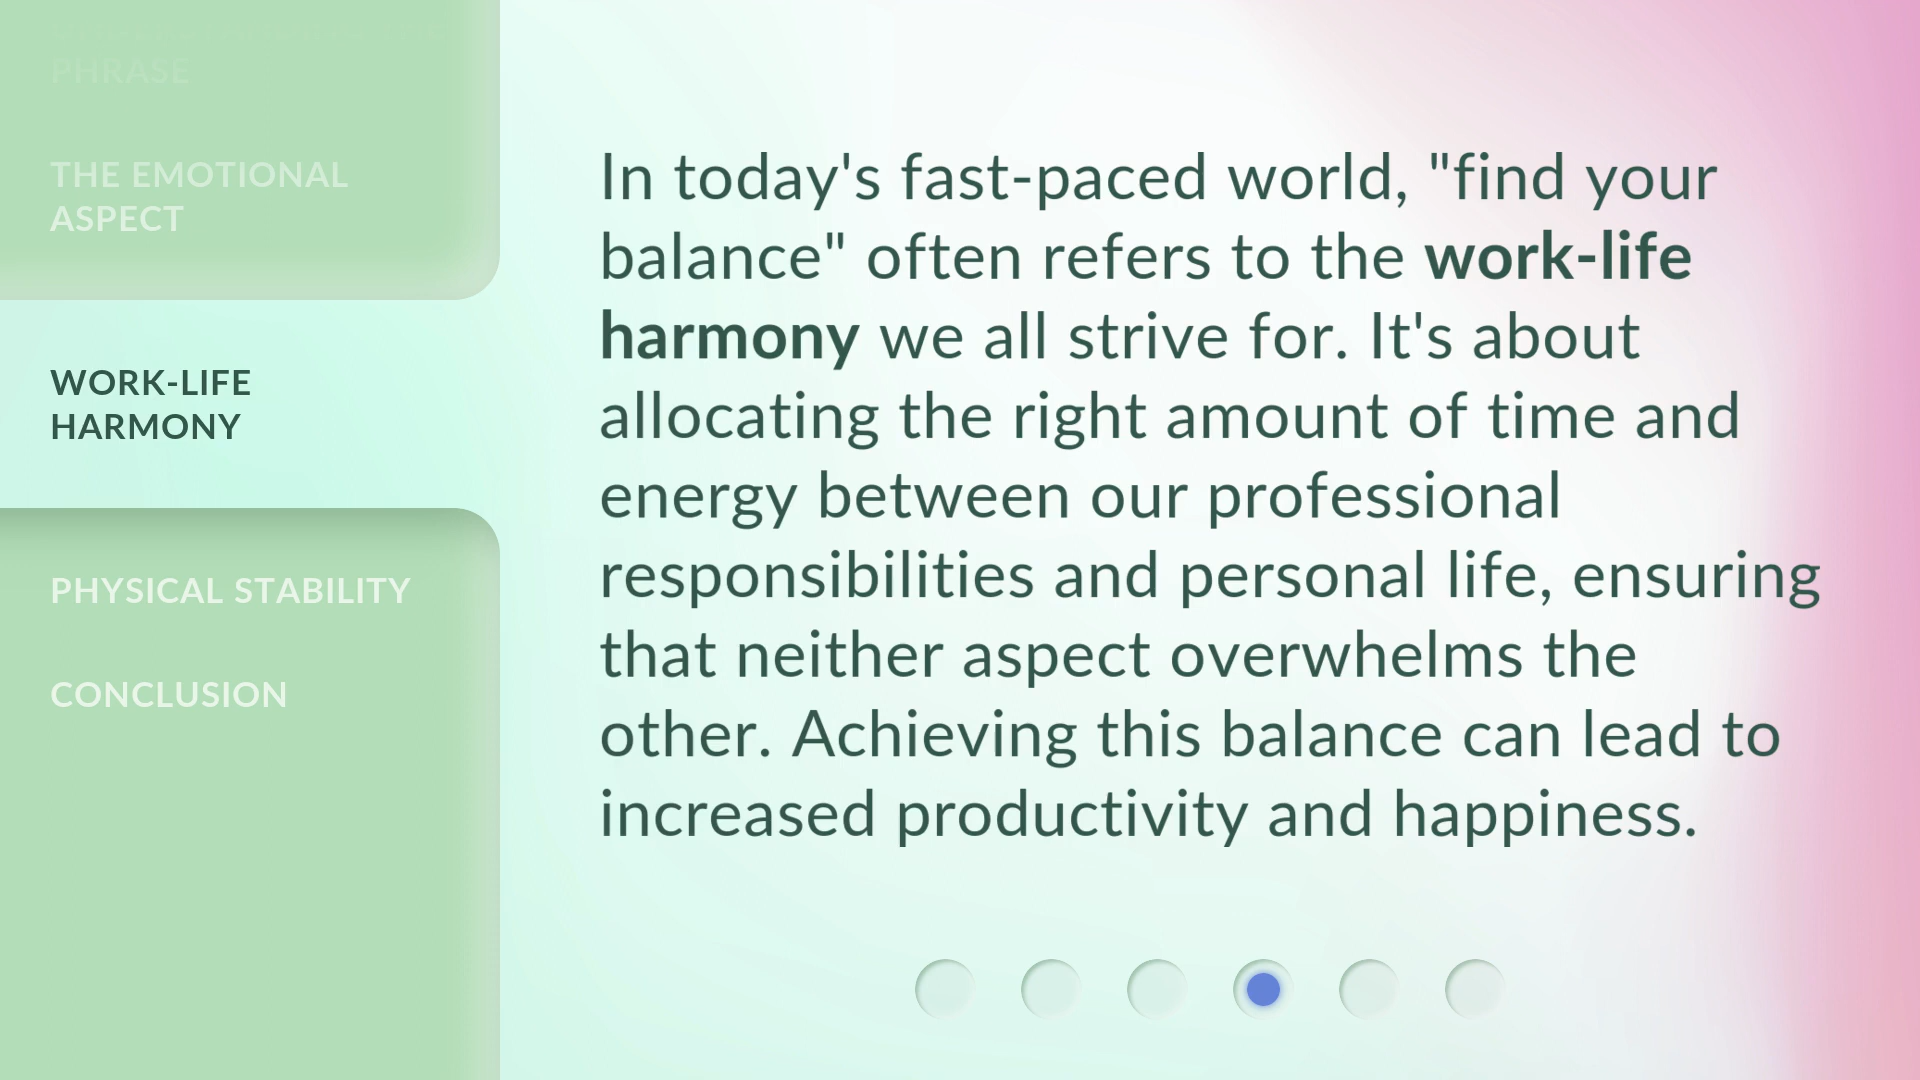 PHRASE
THE EMOTIONAL
ASPECT
WORK-LIFE
HARMONY
PHYSICAL STABILITY
CONCLUSION
In today's fast-paced world, "find your
balance" often refers to the work-life
harmony we all strive for. It's about
allocating the right amount of time and
energy between our professional
responsibilities and personal life, ensuring
that neither aspect overwhelms the
other. Achieving this balance can lead to
increased productivity and happiness.